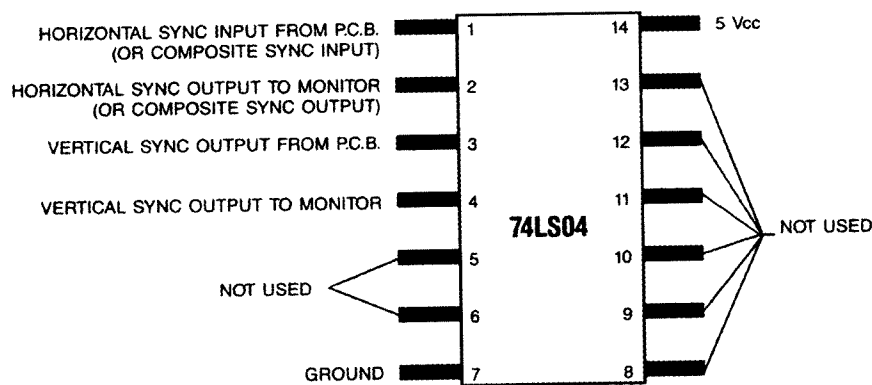 HORIZONTAL SYNC INPUT FROM P.C.B.
(OR COMPOSITE SYNC INPUT)
HORIZONTAL SYNC OUTPUT TO MONITOR
(OR COMPOSITE SYNC OUTPUT)
VERTICAL SYNC OUTPUT FROM P.C.B.
VERTICAL SYNC OUTPUT TO MONITOR
NOT USED
GROUND
1
2
3
4
5
6
7
74LS04
14
13
12
11
10
9
8
5 Vcc
NOT USED